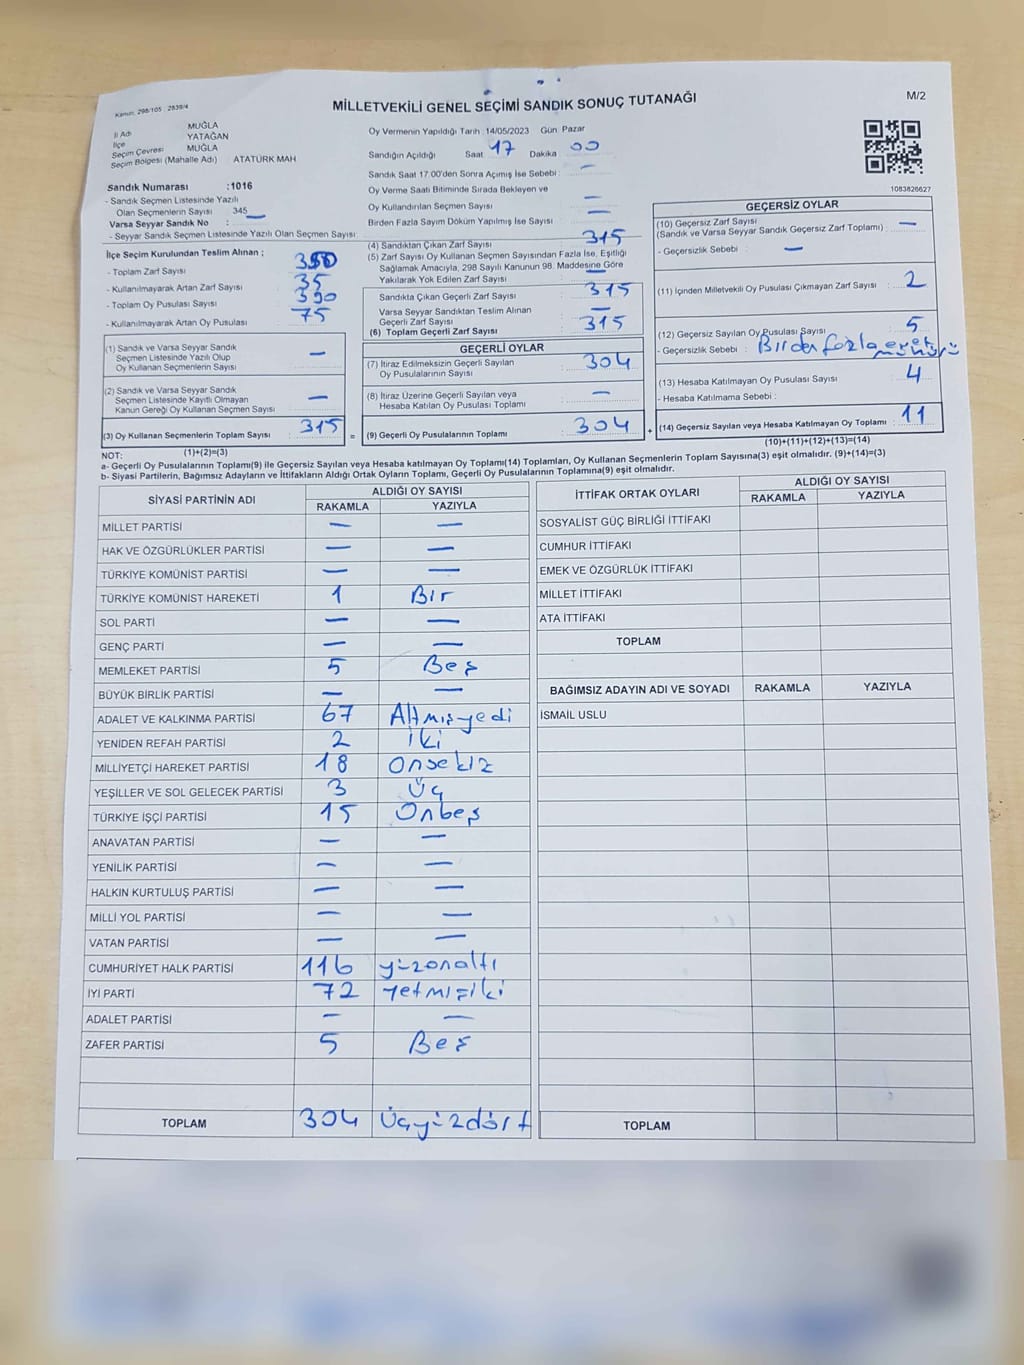 Kanun: 298/105 2839/4
MİLLETVEKİLİ GENEL SEÇİMİ SANDIK SONUÇ TUTANAĞI
M/2
İl Adı MUĞLA
İlçe YATAĞAN
Seçim Çevresi: MUĞLA
Seçim Bölgesi (Mahalle Adı) ATATÜRK MAH
Sandık Numarası :1016
- Sandık Seçmen Listesinde Yazılı
Olan Seçmenlerin Sayısı 345
Varsa Seyyar Sandık No :
- Seyyar Sandık Seçmen Listesinde Yazılı Olan Seçmen Sayısı:
Oy Vermenin Yapıldığı Tarih :14/05/2023 Gün Pazar
Sandığın Açıldığı Saat 17 Dakika 00
Sandık Saat 17:00'den Sonra Açımış İse Sebebi : —
Oy Verme Saati Bitiminde Sırada Bekleyen ve
Oy Kullandırılan Seçmen Sayısı —
Birden Fazla Sayım Döküm Yapılmış İse Sayısı —
1083826627
İlçe Seçim Kurulundan Teslim Alınan ;
- Toplam Zarf Sayısı
- Kullanılmayarak Artan Zarf Sayısı 35
- Toplam Oy Pusulası Sayısı 390
- Kullanılmayarak Artan Oy Pusulası 75
(1) Sandık ve Varsa Seyyar Sandık
Seçmen Listesinde Yazılı Olup
Oy Kullanan Seçmenlerin Sayısı —
(2) Sandık ve Varsa Seyyar Sandık
Seçmen Listesinde Kayıtlı Olmayan
Kanun Gereği Oy Kullanan Seçmen Sayısı —
(3) Oy Kullanan Seçmenlerin Toplam Sayısı : 315
(1)+(2)=(3)
(4) Sandıktan Çıkan Zarf Sayısı 315
(5) Zarf Sayısı Oy Kullanan Seçmen Sayısından Fazla İse, Eşitliği
Sağlamak Amacıyla, 298 Sayılı Kanunun 98. Maddesine Göre
Yakılarak Yok Edilen Zarf Sayısı —
Sandıkta Çıkan Geçerli Zarf Sayısı : 315
Varsa Seyyar Sandıktan Teslim Alınan
Geçerli Zarf Sayısı —
(6) Toplam Geçerli Zarf Sayısı 315
GEÇERLİ OYLAR
(7) İtiraz Edilmeksizin Geçerli Sayılan
Oy Pusulalarının Sayısı : 304
(8) İtiraz Üzerine Geçerli Sayılan veya
Hesaba Katılan Oy Pusulası Toplamı : —
= (9) Geçerli Oy Pusulalarının Toplamı : 304
GEÇERSİZ OYLAR
(10) Geçersiz Zarf Sayısı
(Sandık ve Varsa Seyyar Sandık Geçersiz Zarf Toplamı) : —
- Geçersizlik Sebebi : —
(11) İçinden Milletvekili Oy Pusulası Çıkmayan Zarf Sayısı : 2
(12) Geçersiz Sayılan Oy Pusulası Sayısı : 5
- Geçersizlik Sebebi : Birden fazla evet mühürü
(13) Hesaba Katılmayan Oy Pusulası Sayısı : 4
- Hesaba Katılmama Sebebi :
+ (14) Geçersiz Sayılan veya Hesaba Katılmayan Oy Toplamı : 11
(10)+(11)+(12)+(13)=(14)
NOT:
a- Geçerli Oy Pusulalarının Toplamı(9) ile Geçersiz Sayılan veya Hesaba katılmayan Oy Toplamı(14) Toplamları, Oy Kullanan Seçmenlerin Toplam Sayısına(3) eşit olmalıdır. (9)+(14)=(3)
b- Siyasi Partilerin, Bağımsız Adayların ve İttifakların Aldığı Ortak Oyların Toplamı, Geçerli Oy Pusulalarının Toplamına(9) eşit olmalıdır.
SİYASİ PARTİNİN ADI ALDIĞI OY SAYISI
RAKAMLA YAZIYLA
MİLLET PARTİSİ — —
HAK VE ÖZGÜRLÜKLER PARTİSİ — —
TÜRKİYE KOMÜNİST PARTİSİ — —
TÜRKİYE KOMÜNİST HAREKETİ 1 Bir
SOL PARTİ — —
GENÇ PARTİ — —
MEMLEKET PARTİSİ 5 Beş
BÜYÜK BİRLİK PARTİSİ — —
ADALET VE KALKINMA PARTİSİ 67 Altmışyedi
YENİDEN REFAH PARTİSİ 2 İki
MİLLİYETÇİ HAREKET PARTİSİ 18 Onsekiz
YEŞİLLER VE SOL GELECEK PARTİSİ 3 Üç
TÜRKİYE İŞÇİ PARTİSİ 15 Onbeş
ANAVATAN PARTİSİ — —
YENİLİK PARTİSİ — —
HALKIN KURTULUŞ PARTİSİ — —
MİLLİ YOL PARTİSİ — —
VATAN PARTİSİ — —
CUMHURİYET HALK PARTİSİ 116 yüzonaltı
İYİ PARTİ 72 yetmişiki
ADALET PARTİSİ — —
ZAFER PARTİSİ 5 Beş
TOPLAM 304 Üçyüzdört
İTTİFAK ORTAK OYLARI ALDIĞI OY SAYISI
RAKAMLA YAZIYLA
SOSYALİST GÜÇ BİRLİĞİ İTTİFAKI
CUMHUR İTTİFAKI
EMEK VE ÖZGÜRLÜK İTTİFAKI
MİLLET İTTİFAKI
ATA İTTİFAKI
TOPLAM
BAĞIMSIZ ADAYIN ADI VE SOYADI RAKAMLA YAZIYLA
İSMAİL USLU
TOPLAM